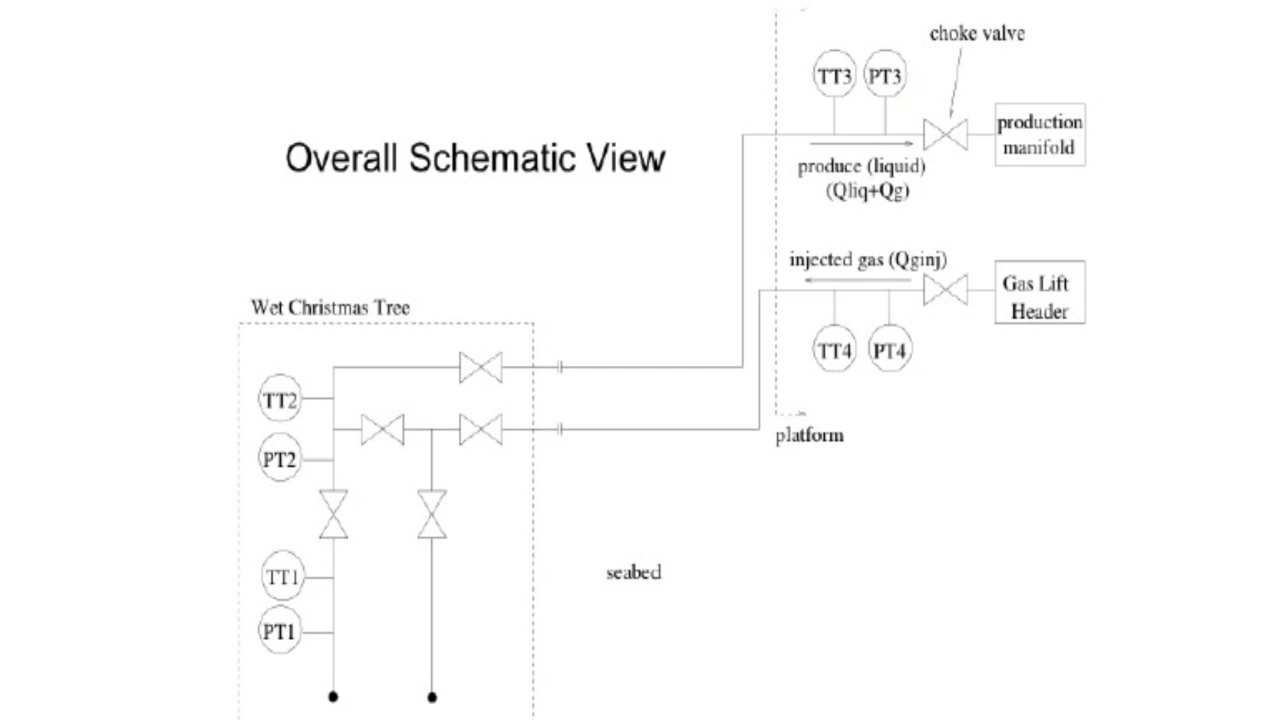 choke valve
TT3
PT3
production
manifold
Overall Schematic View
produce (liquid)
(Qliq+Qg)
injected gas (Qginj)
Gas Lift
Header
Wet Christmas Tree
TT4
PT4
TT2
platform
PT2
seabed
TT1
PT1